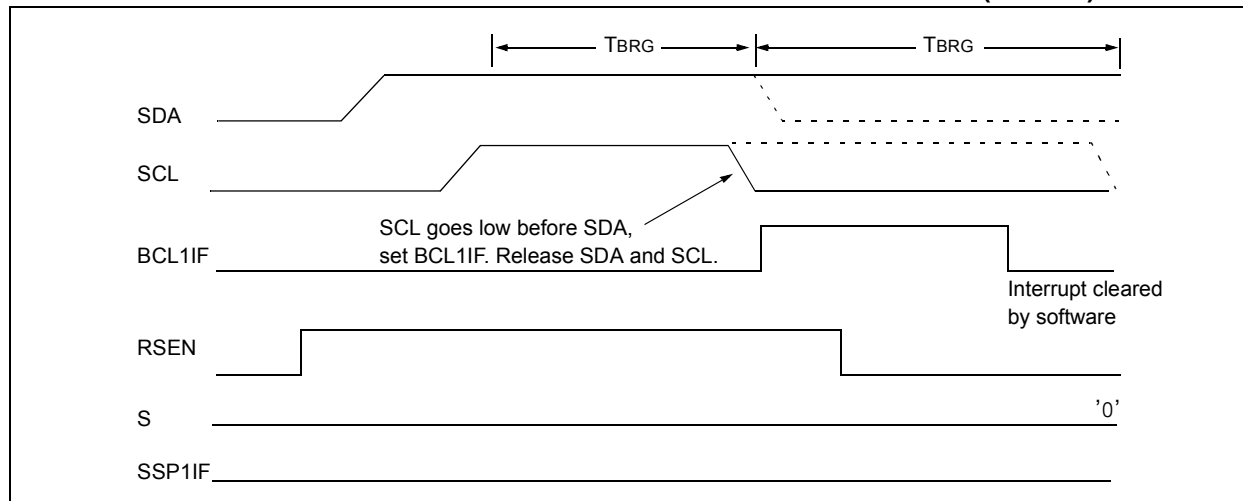 TBRG TBRG
SDA
SCL
SCL goes low before SDA,
set BCL1IF. Release SDA and SCL.
BCL1IF
Interrupt cleared
by software
RSEN
S '0'
SSP1IF